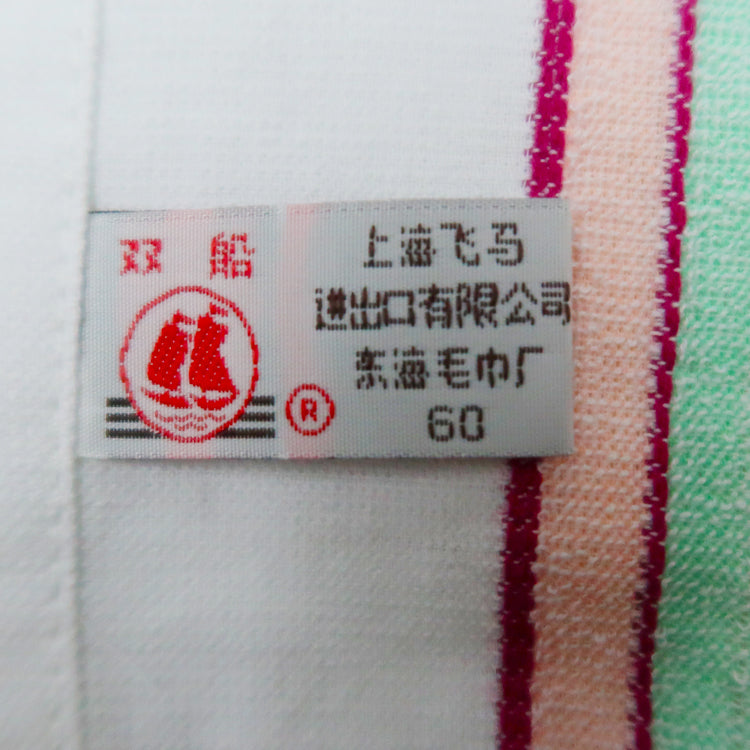 双船
®
上海飞马
进出口有限公司
东海毛巾厂
60